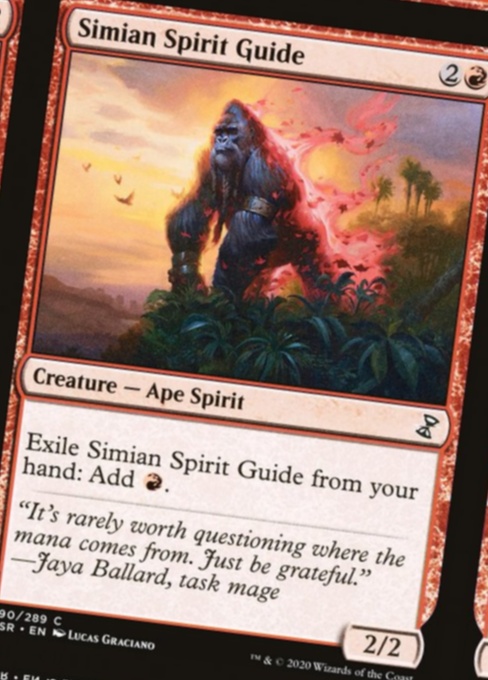 Simian Spirit Guide
2
Creature — Ape Spirit
Exile Simian Spirit Guide from your
hand: Add .
“It’s rarely worth questioning where the
mana comes from. Just be grateful.”
—Jaya Ballard, task mage
90/289 C
SR • EN Lucas Graciano
2/2
™ & © 2020 Wizards of the Coast